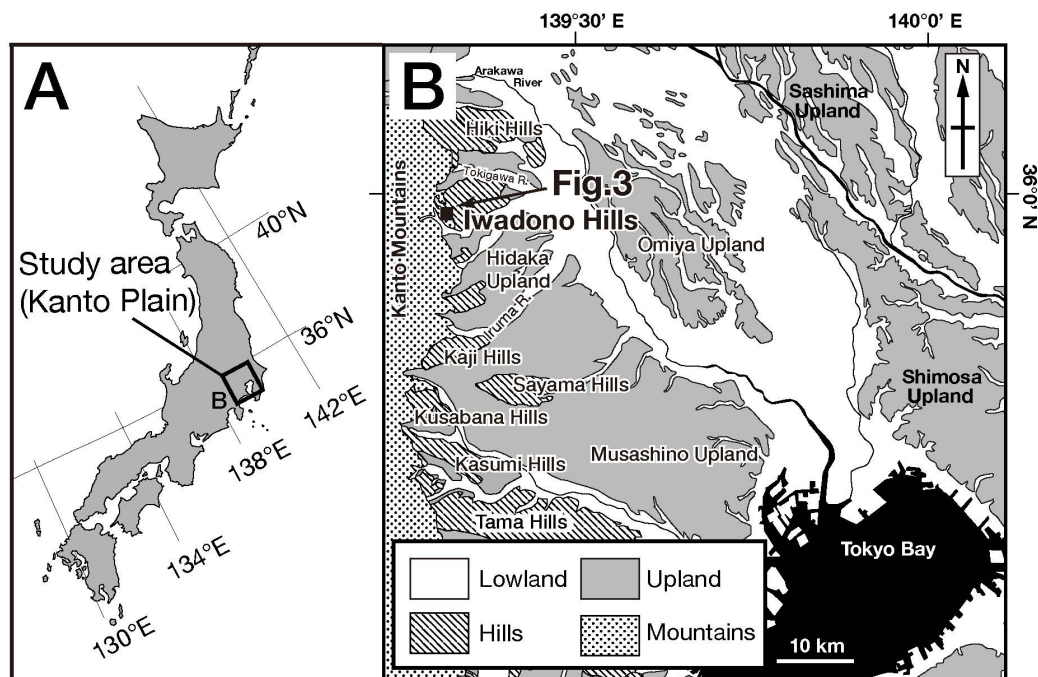 A
40°N
36°N
142°E
138°E
134°E
130°E
Study area
(Kanto Plain)
B
139°30' E
140°0' E
36°0' N
B
N
Arakawa
River
Hiki Hills
Tokigawa R.
Fig.3
Iwadono Hills
Kanto Mountains
Hidaka
Upland
Iruma R.
Kaji Hills
Sayama Hills
Kusabana Hills
Kasumi Hills
Tama Hills
Musashino Upland
Omiya Upland
Sashima
Upland
Shimosa
Upland
Tokyo Bay
Lowland
Upland
Hills
Mountains
10 km